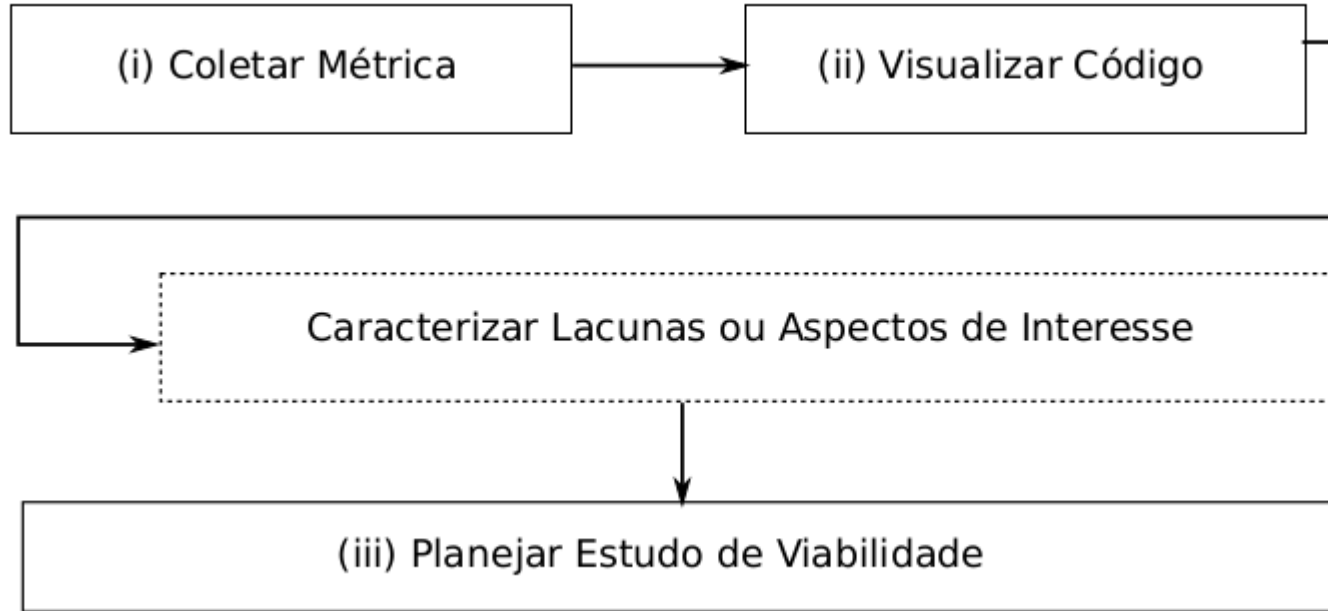 (i) Coletar Métrica
(ii) Visualizar Código
Caracterizar Lacunas ou Aspectos de Interesse
(iii) Planejar Estudo de Viabilidade